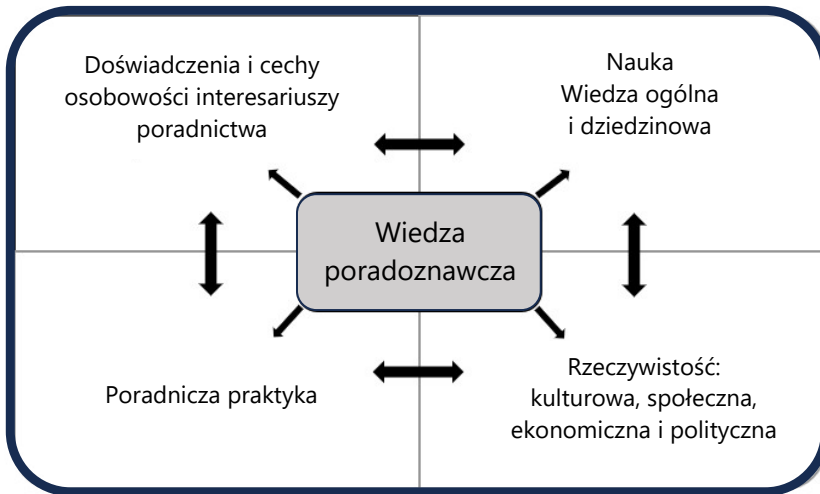 Doświadczenia i cechy
osobowości interesariuszy
poradnictwa
Nauka
Wiedza ogólna
i dziedzinowa
Wiedza
poradoznawcza
Poradnicza praktyka
Rzeczywistość:
kulturowa, społeczna,
ekonomiczna i polityczna